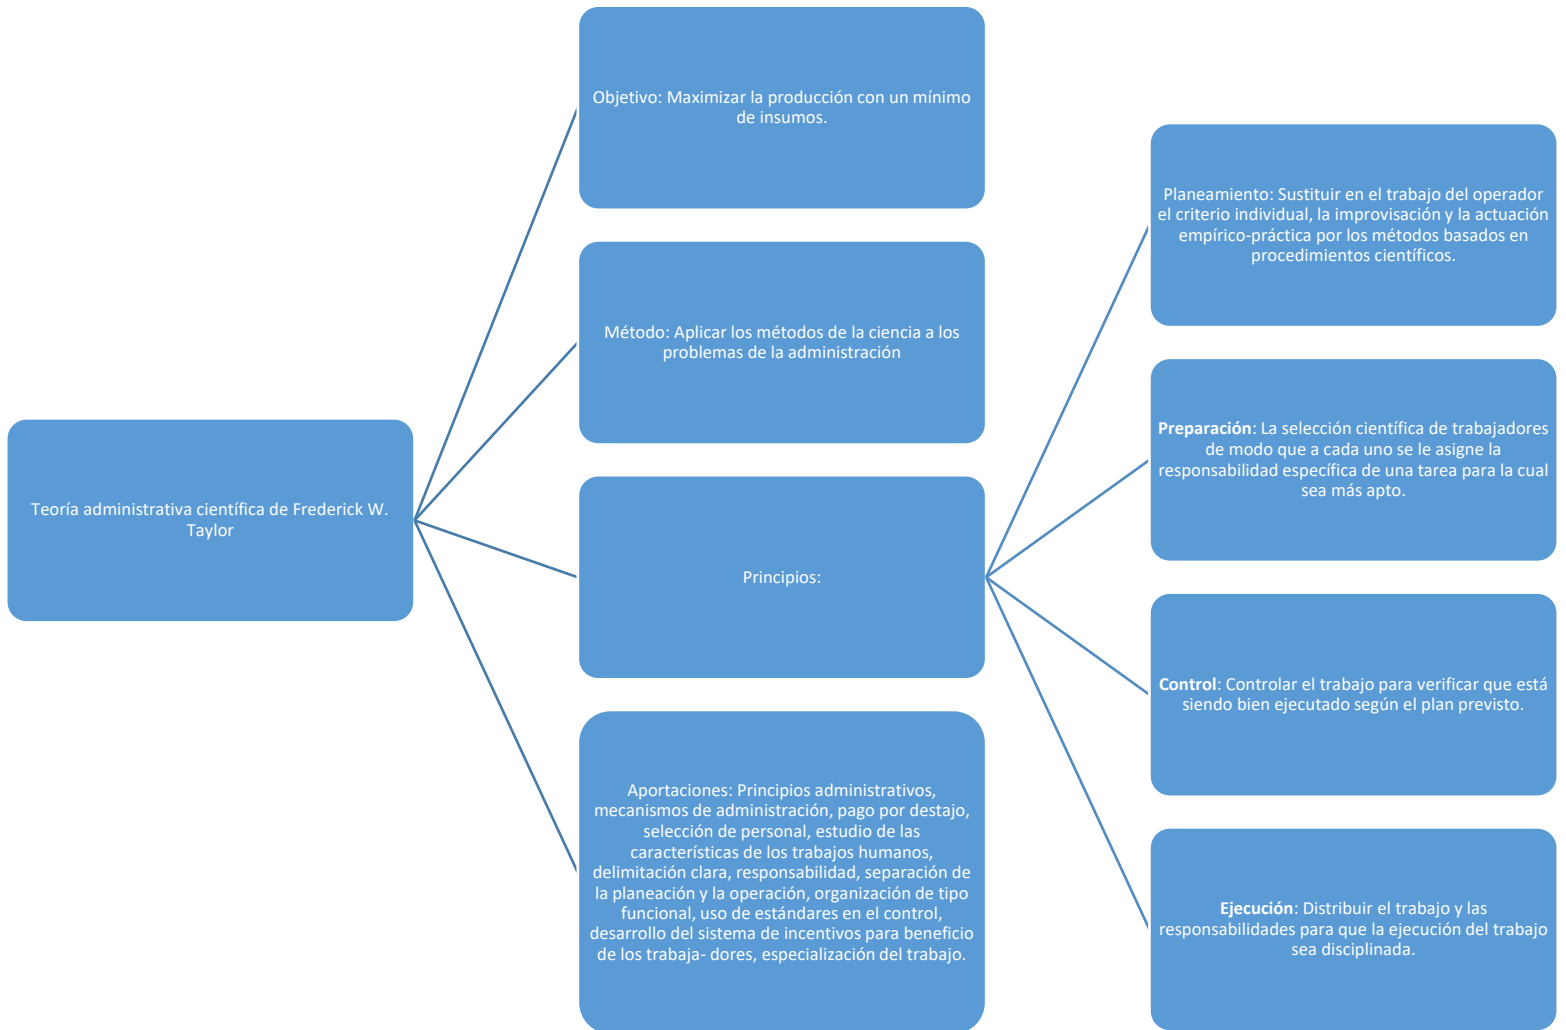 Teoría administrativa científica de Frederick W.
Taylor
Objetivo: Maximizar la producción con un mínimo
de insumos.
Método: Aplicar los métodos de la ciencia a los
problemas de la administración
Principios:
Aportaciones: Principios administrativos,
mecanismos de administración, pago por destajo,
selección de personal, estudio de las
características de los trabajos humanos,
delimitación clara, responsabilidad, separación de
la planeación y la operación, organización de tipo
funcional, uso de estándares en el control,
desarrollo del sistema de incentivos para beneficio
de los trabaja- dores, especialización del trabajo.
Planeamiento: Sustituir en el trabajo del operador
el criterio individual, la improvisación y la actuación
empírico-práctica por los métodos basados en
procedimientos científicos.
Preparación: La selección científica de trabajadores
de modo que a cada uno se le asigne la
responsabilidad específica de una tarea para la cual
sea más apto.
Control: Controlar el trabajo para verificar que está
siendo bien ejecutado según el plan previsto.
Ejecución: Distribuir el trabajo y las
responsabilidades para que la ejecución del trabajo
sea disciplinada.